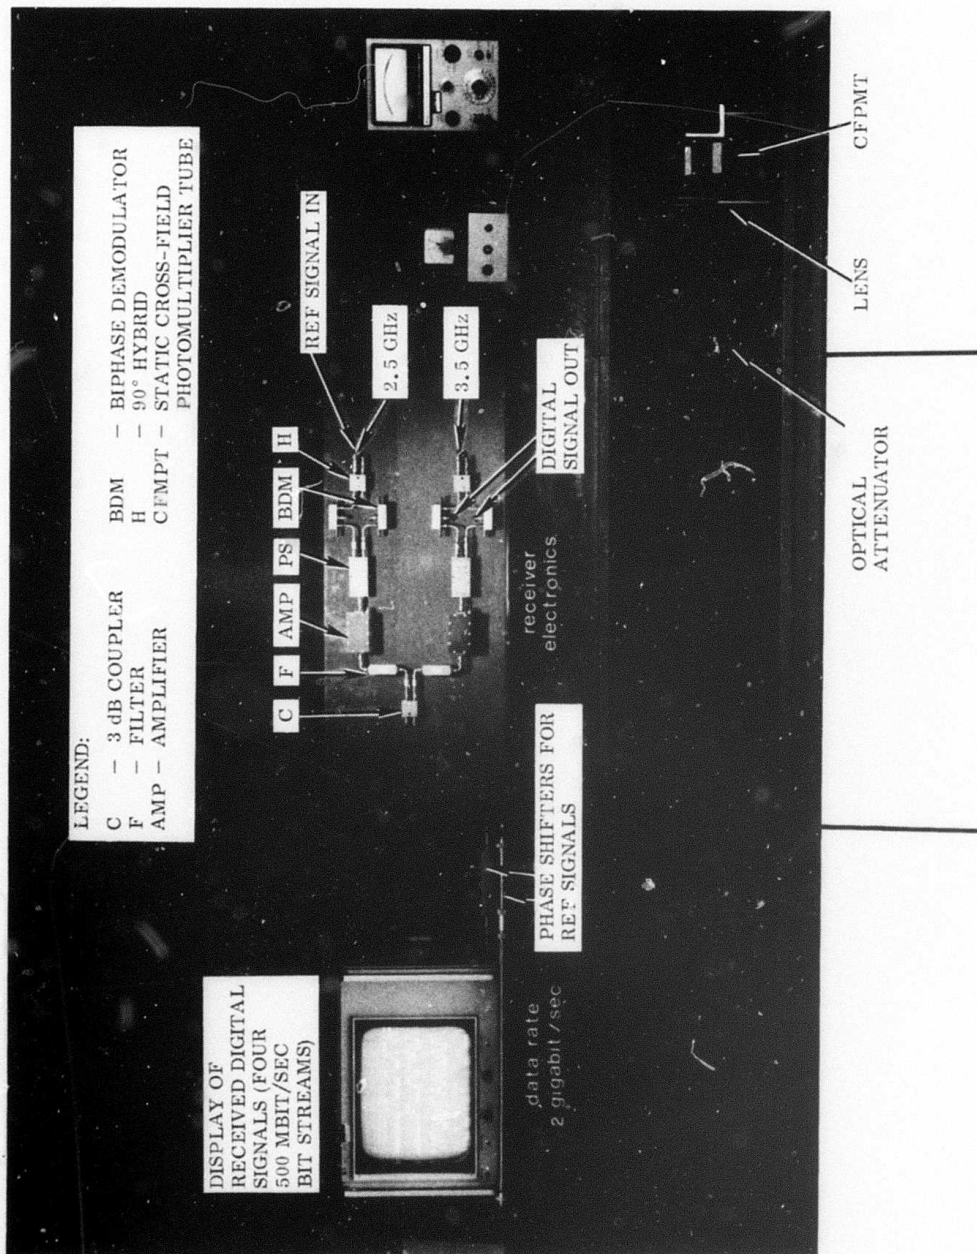 LEGEND:
C – 3 dB COUPLER
F – FILTER
AMP – AMPLIFIER
BDM – BIPHASE DEMODULATOR
H – 90° HYBRID
CFMPT – STATIC CROSS-FIELD
PHOTOMULTIPLIER TUBE
DISPLAY OF
RECEIVED DIGITAL
SIGNALS (FOUR
500 MBIT/SEC
BIT STREAMS)
C
F
AMP
PS
BDM
H
REF SIGNAL IN
2.5 GHz
3.5 GHz
DIGITAL
SIGNAL OUT
receiver
electronics
PHASE SHIFTERS FOR
REF SIGNALS
data rate
2 gigabit/sec
OPTICAL
ATTENUATOR
LENS
CFPMT